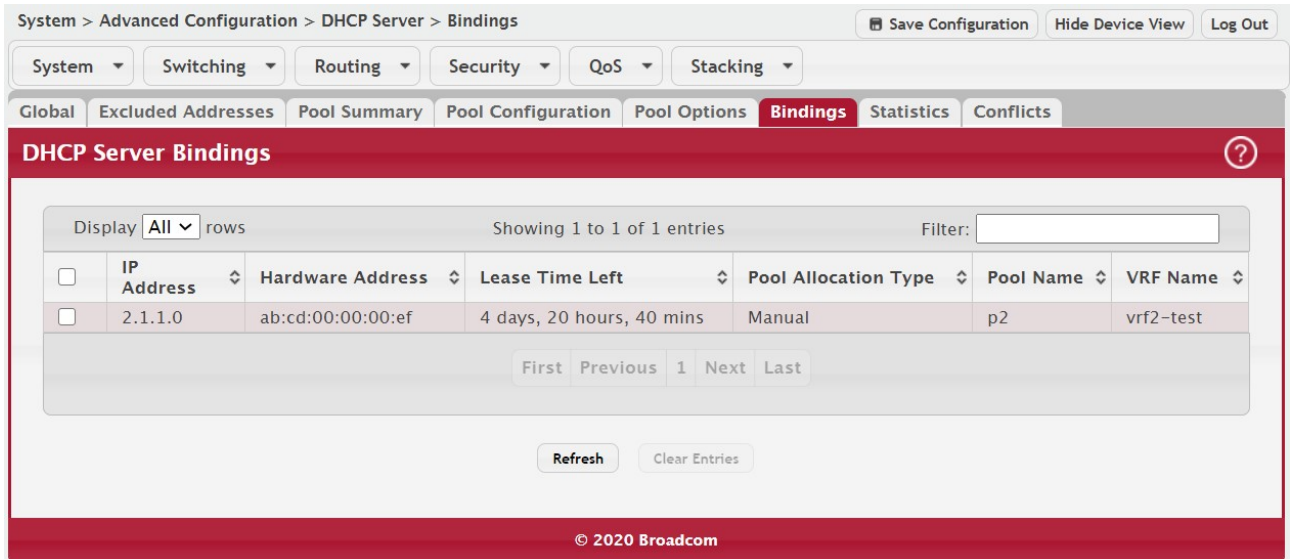 System > Advanced Configuration > DHCP Server > Bindings Save Configuration Hide Device View Log Out
System Switching Routing Security QoS Stacking
Global Excluded Addresses Pool Summary Pool Configuration Pool Options Bindings Statistics Conflicts
DHCP Server Bindings ?
Display All rows Showing 1 to 1 of 1 entries Filter:
IP Address Hardware Address Lease Time Left Pool Allocation Type Pool Name VRF Name
2.1.1.0 ab:cd:00:00:00:ef 4 days, 20 hours, 40 mins Manual p2 vrf2-test
First Previous 1 Next Last
Refresh Clear Entries
© 2020 Broadcom